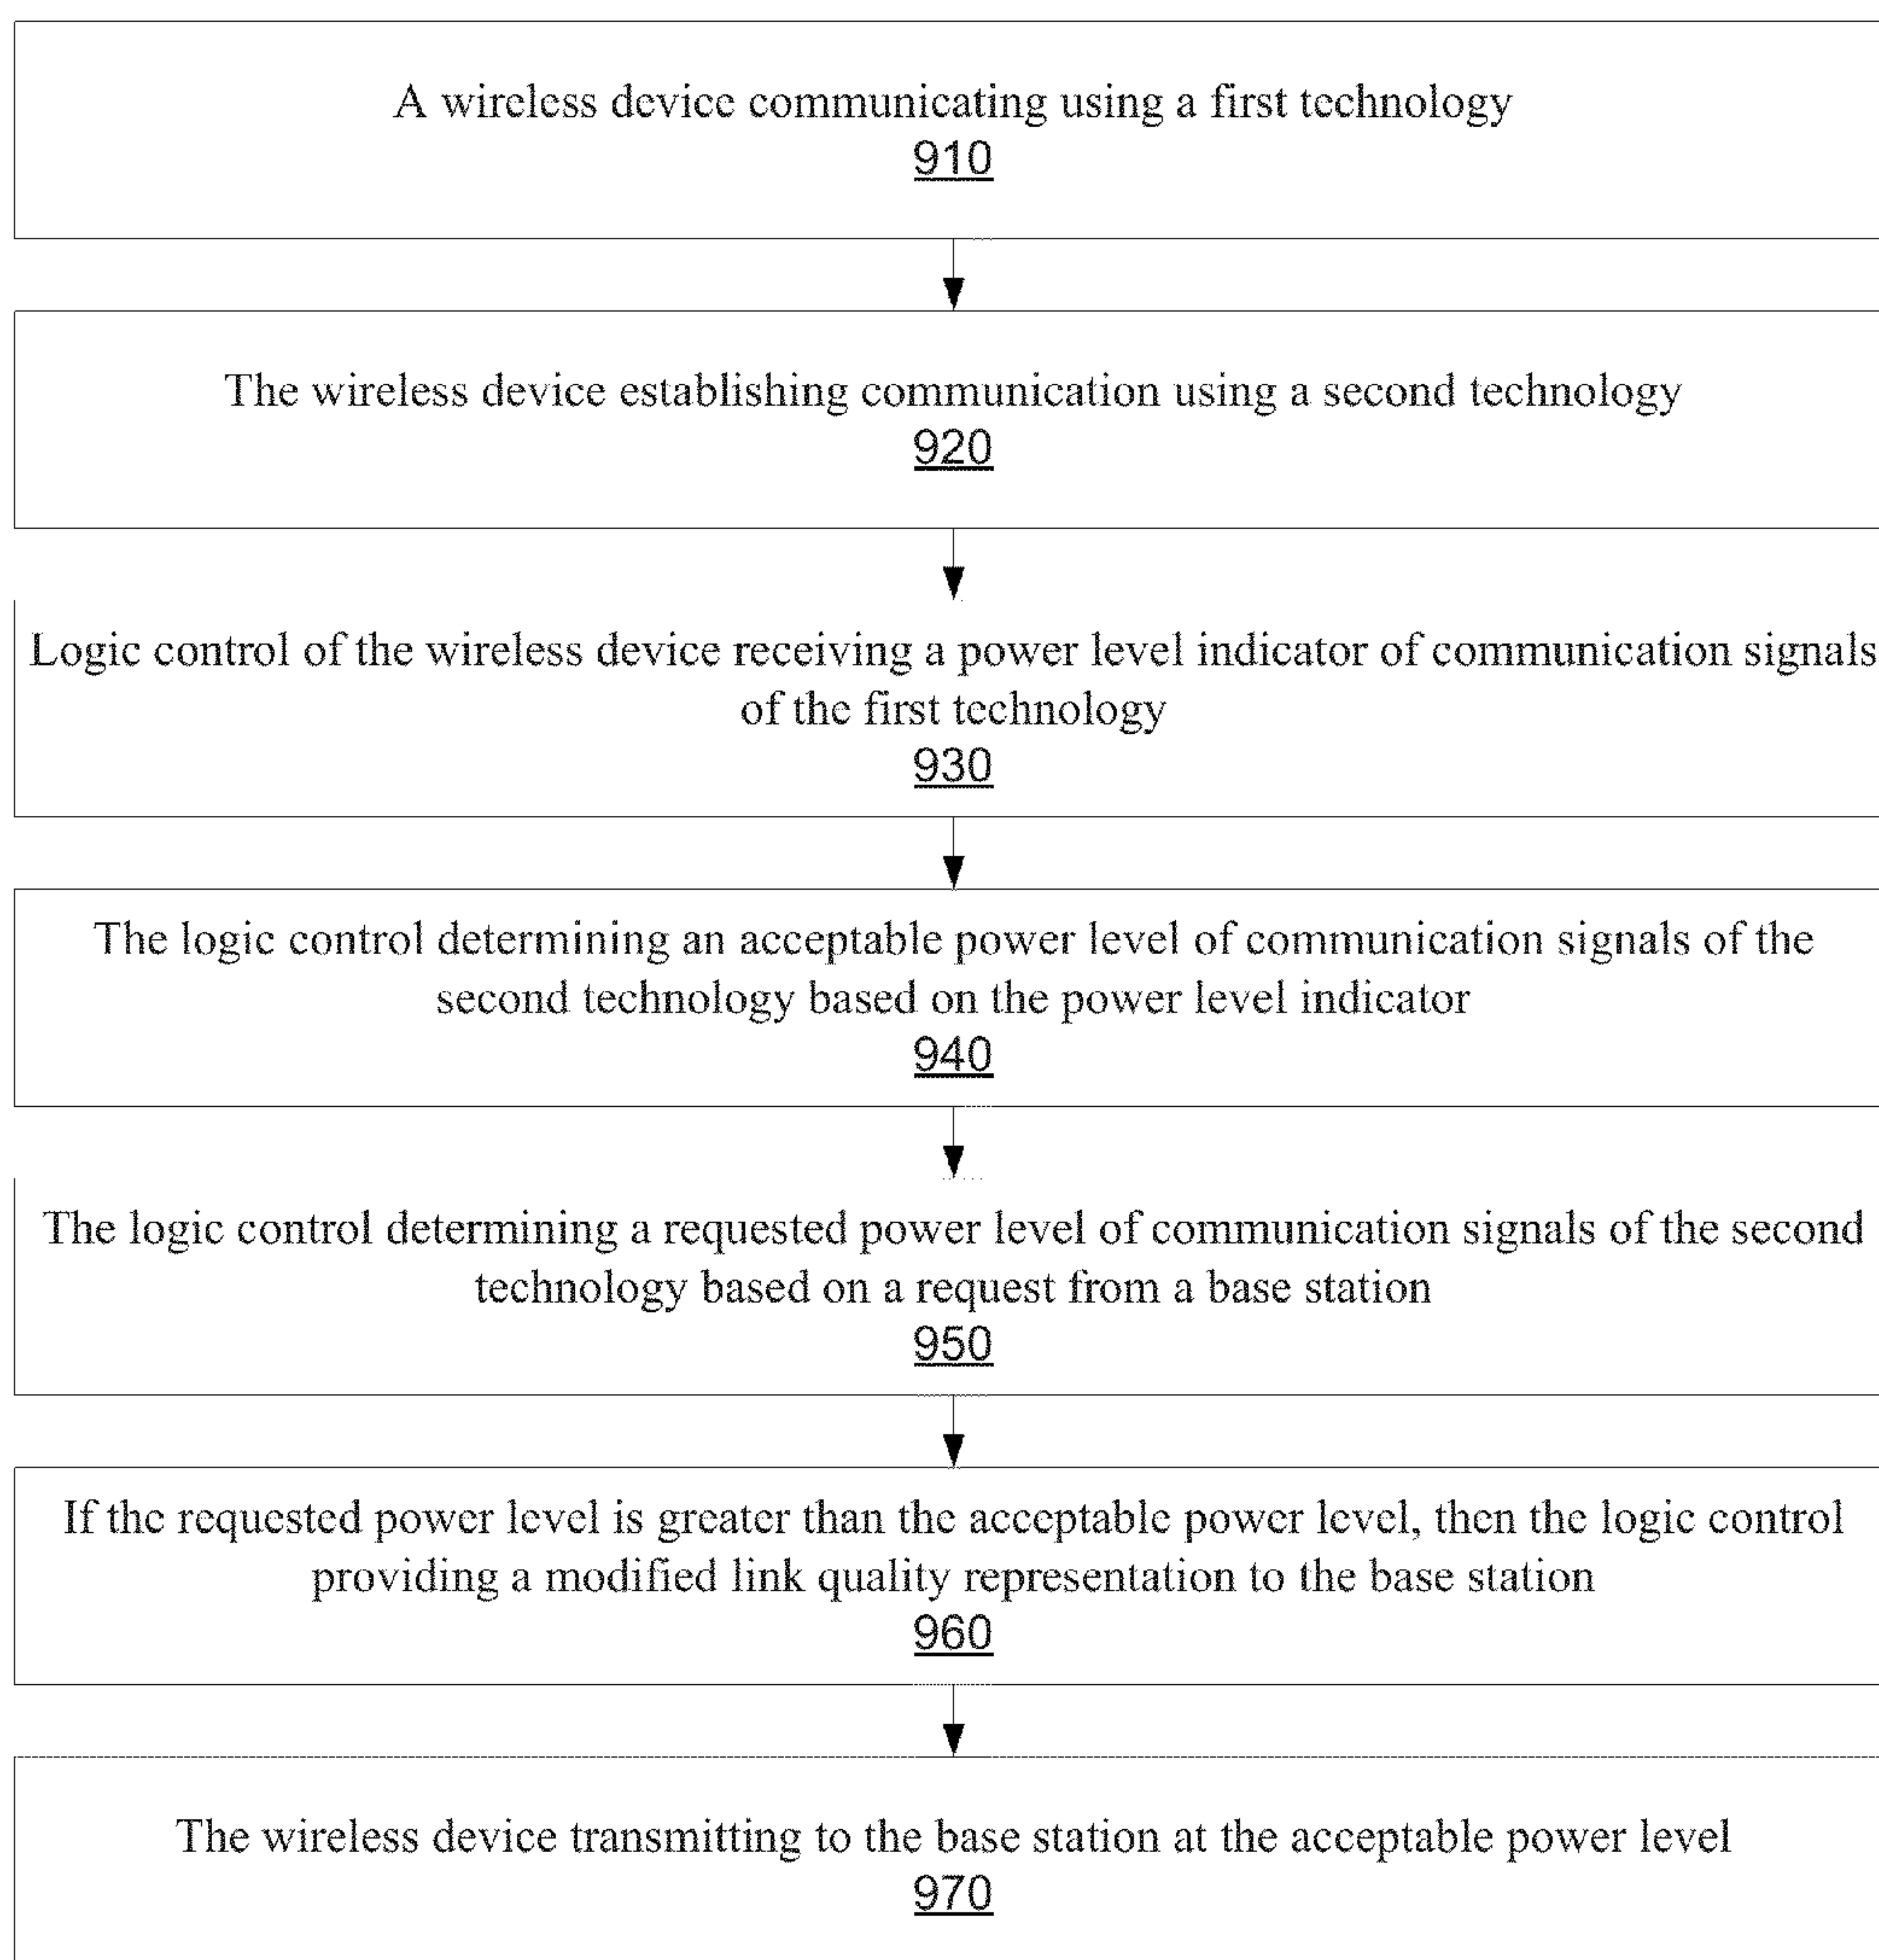 A wireless device communicating using a first technology
910
The wireless device establishing communication using a second technology
920
Logic control of the wireless device receiving a power level indicator of communication signals
of the first technology
930
The logic control determining an acceptable power level of communication signals of the
second technology based on the power level indicator
940
The logic control determining a requested power level of communication signals of the second
technology based on a request from a base station
950
If the requested power level is greater than the acceptable power level, then the logic control
providing a modified link quality representation to the base station
960
The wireless device transmitting to the base station at the acceptable power level
970